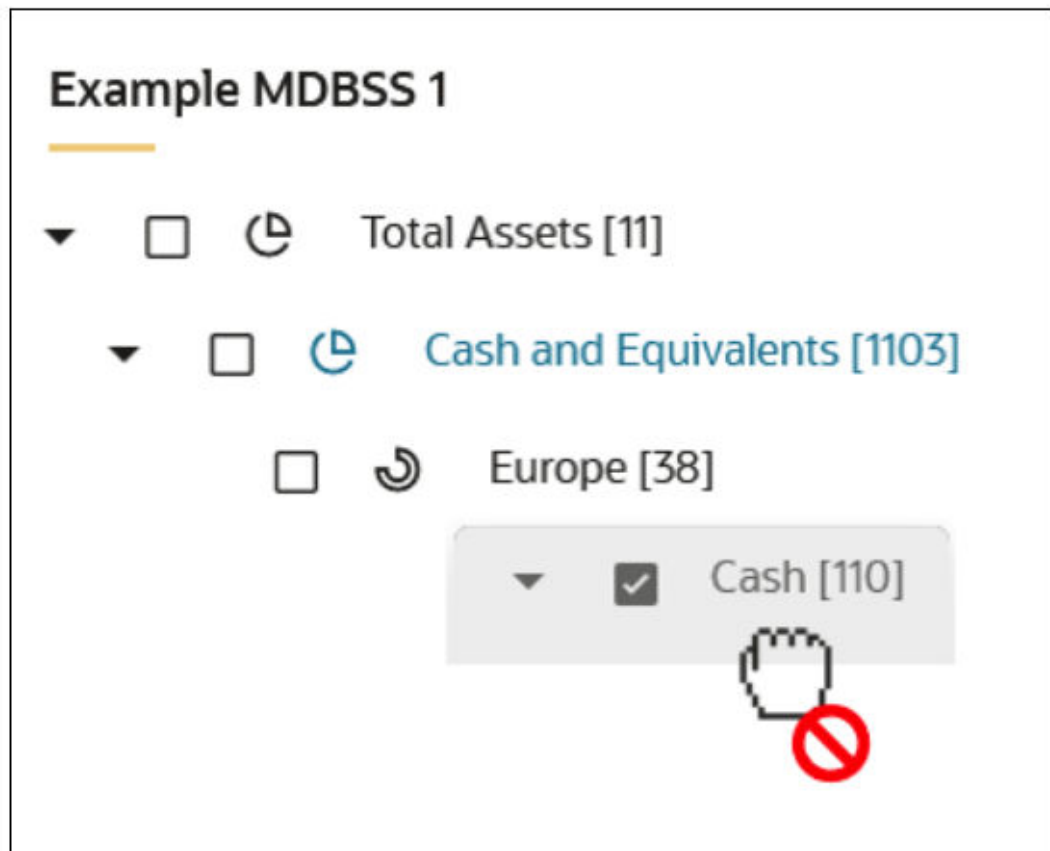 Example MDBSS 1
Total Assets [11]
Cash and Equivalents [1103]
Europe [38]
Cash [110]